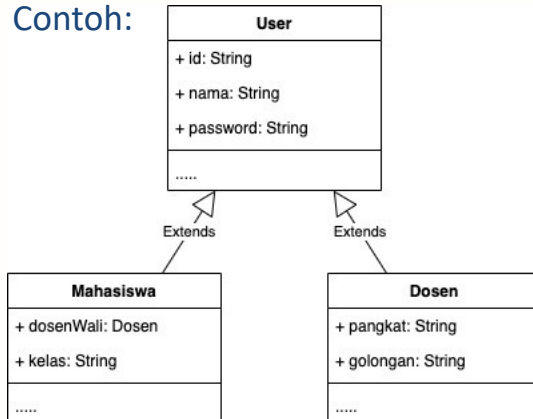 Contoh:
User
+ id: String
+ nama: String
+ password: String
.....
Extends
Extends
Mahasiswa
+ dosenWali: Dosen
+ kelas: String
.....
Dosen
+ pangkat: String
+ golongan: String
.....